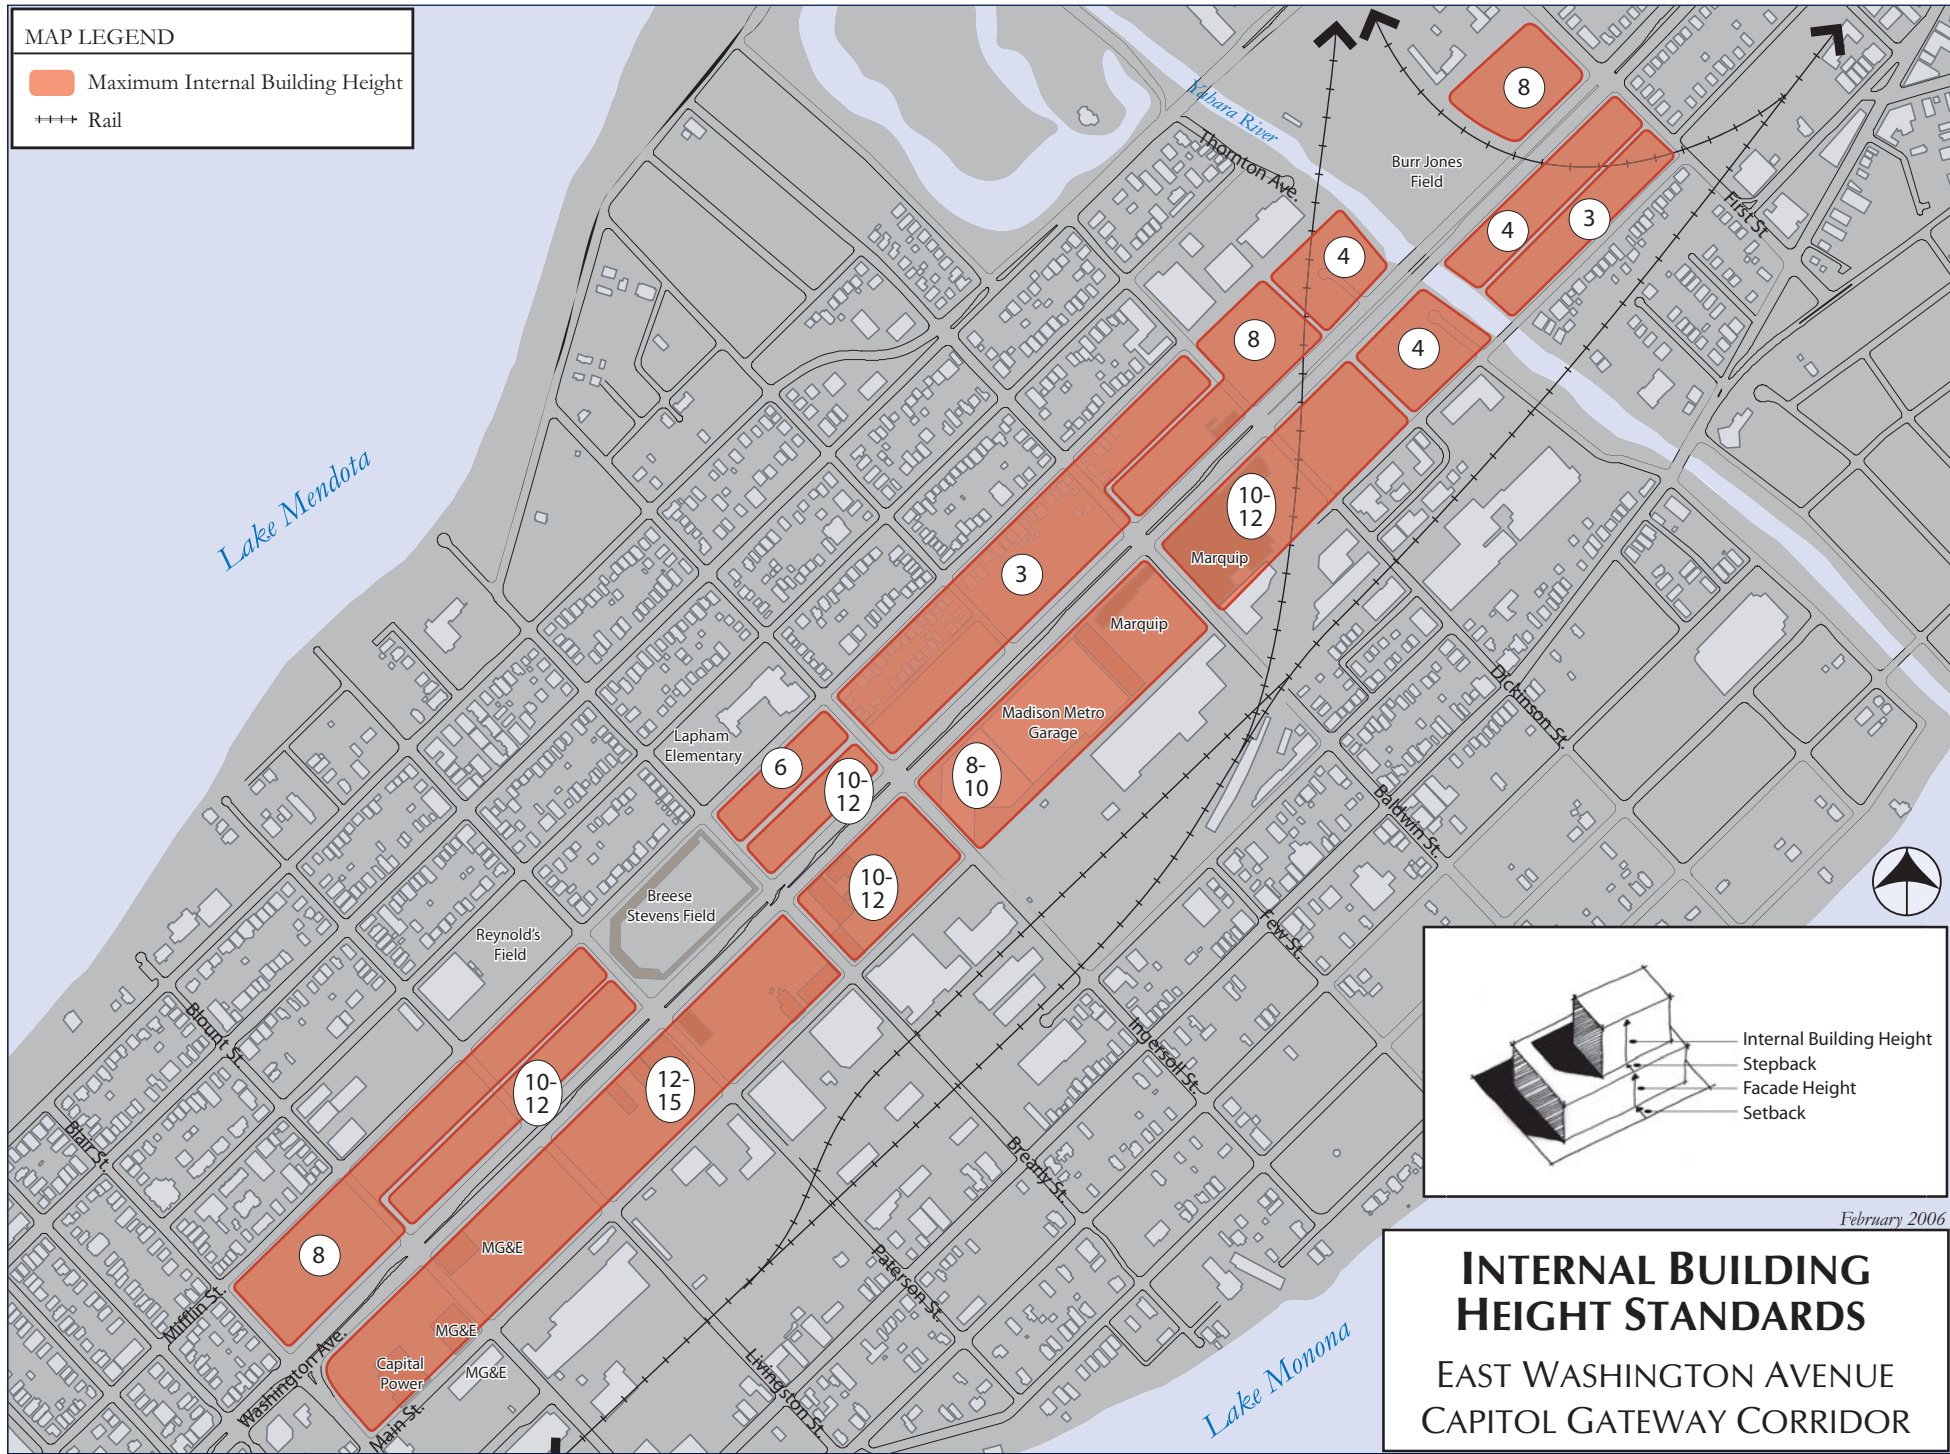 MAP LEGEND
Maximum Internal Building Height
Rail
8
Yahara River
Thornton Ave.
Burr Jones
Field
First St
4
3
4
8
4
Lake Mendota
10-
12
Marquip
3
Marquip
Dickinson St.
Madison Metro
Garage
Lapham
Elementary
6
10-
12
8-
10
Baldwin St.
10-
12
Breese
Stevens Field
Reynold's
Field
Few St.
Blount St.
Ingersoll St.
10-
12
12-
15
Blair St.
Brearly St.
8
MG&E
Paterson St.
Mifflin St.
MG&E
Capital
Power
MG&E
Washington Ave.
Main St.
Livingston St.
Lake Monona
Internal Building Height
Stepback
Facade Height
Setback
February 2006
INTERNAL BUILDING
HEIGHT STANDARDS
EAST WASHINGTON AVENUE
CAPITOL GATEWAY CORRIDOR